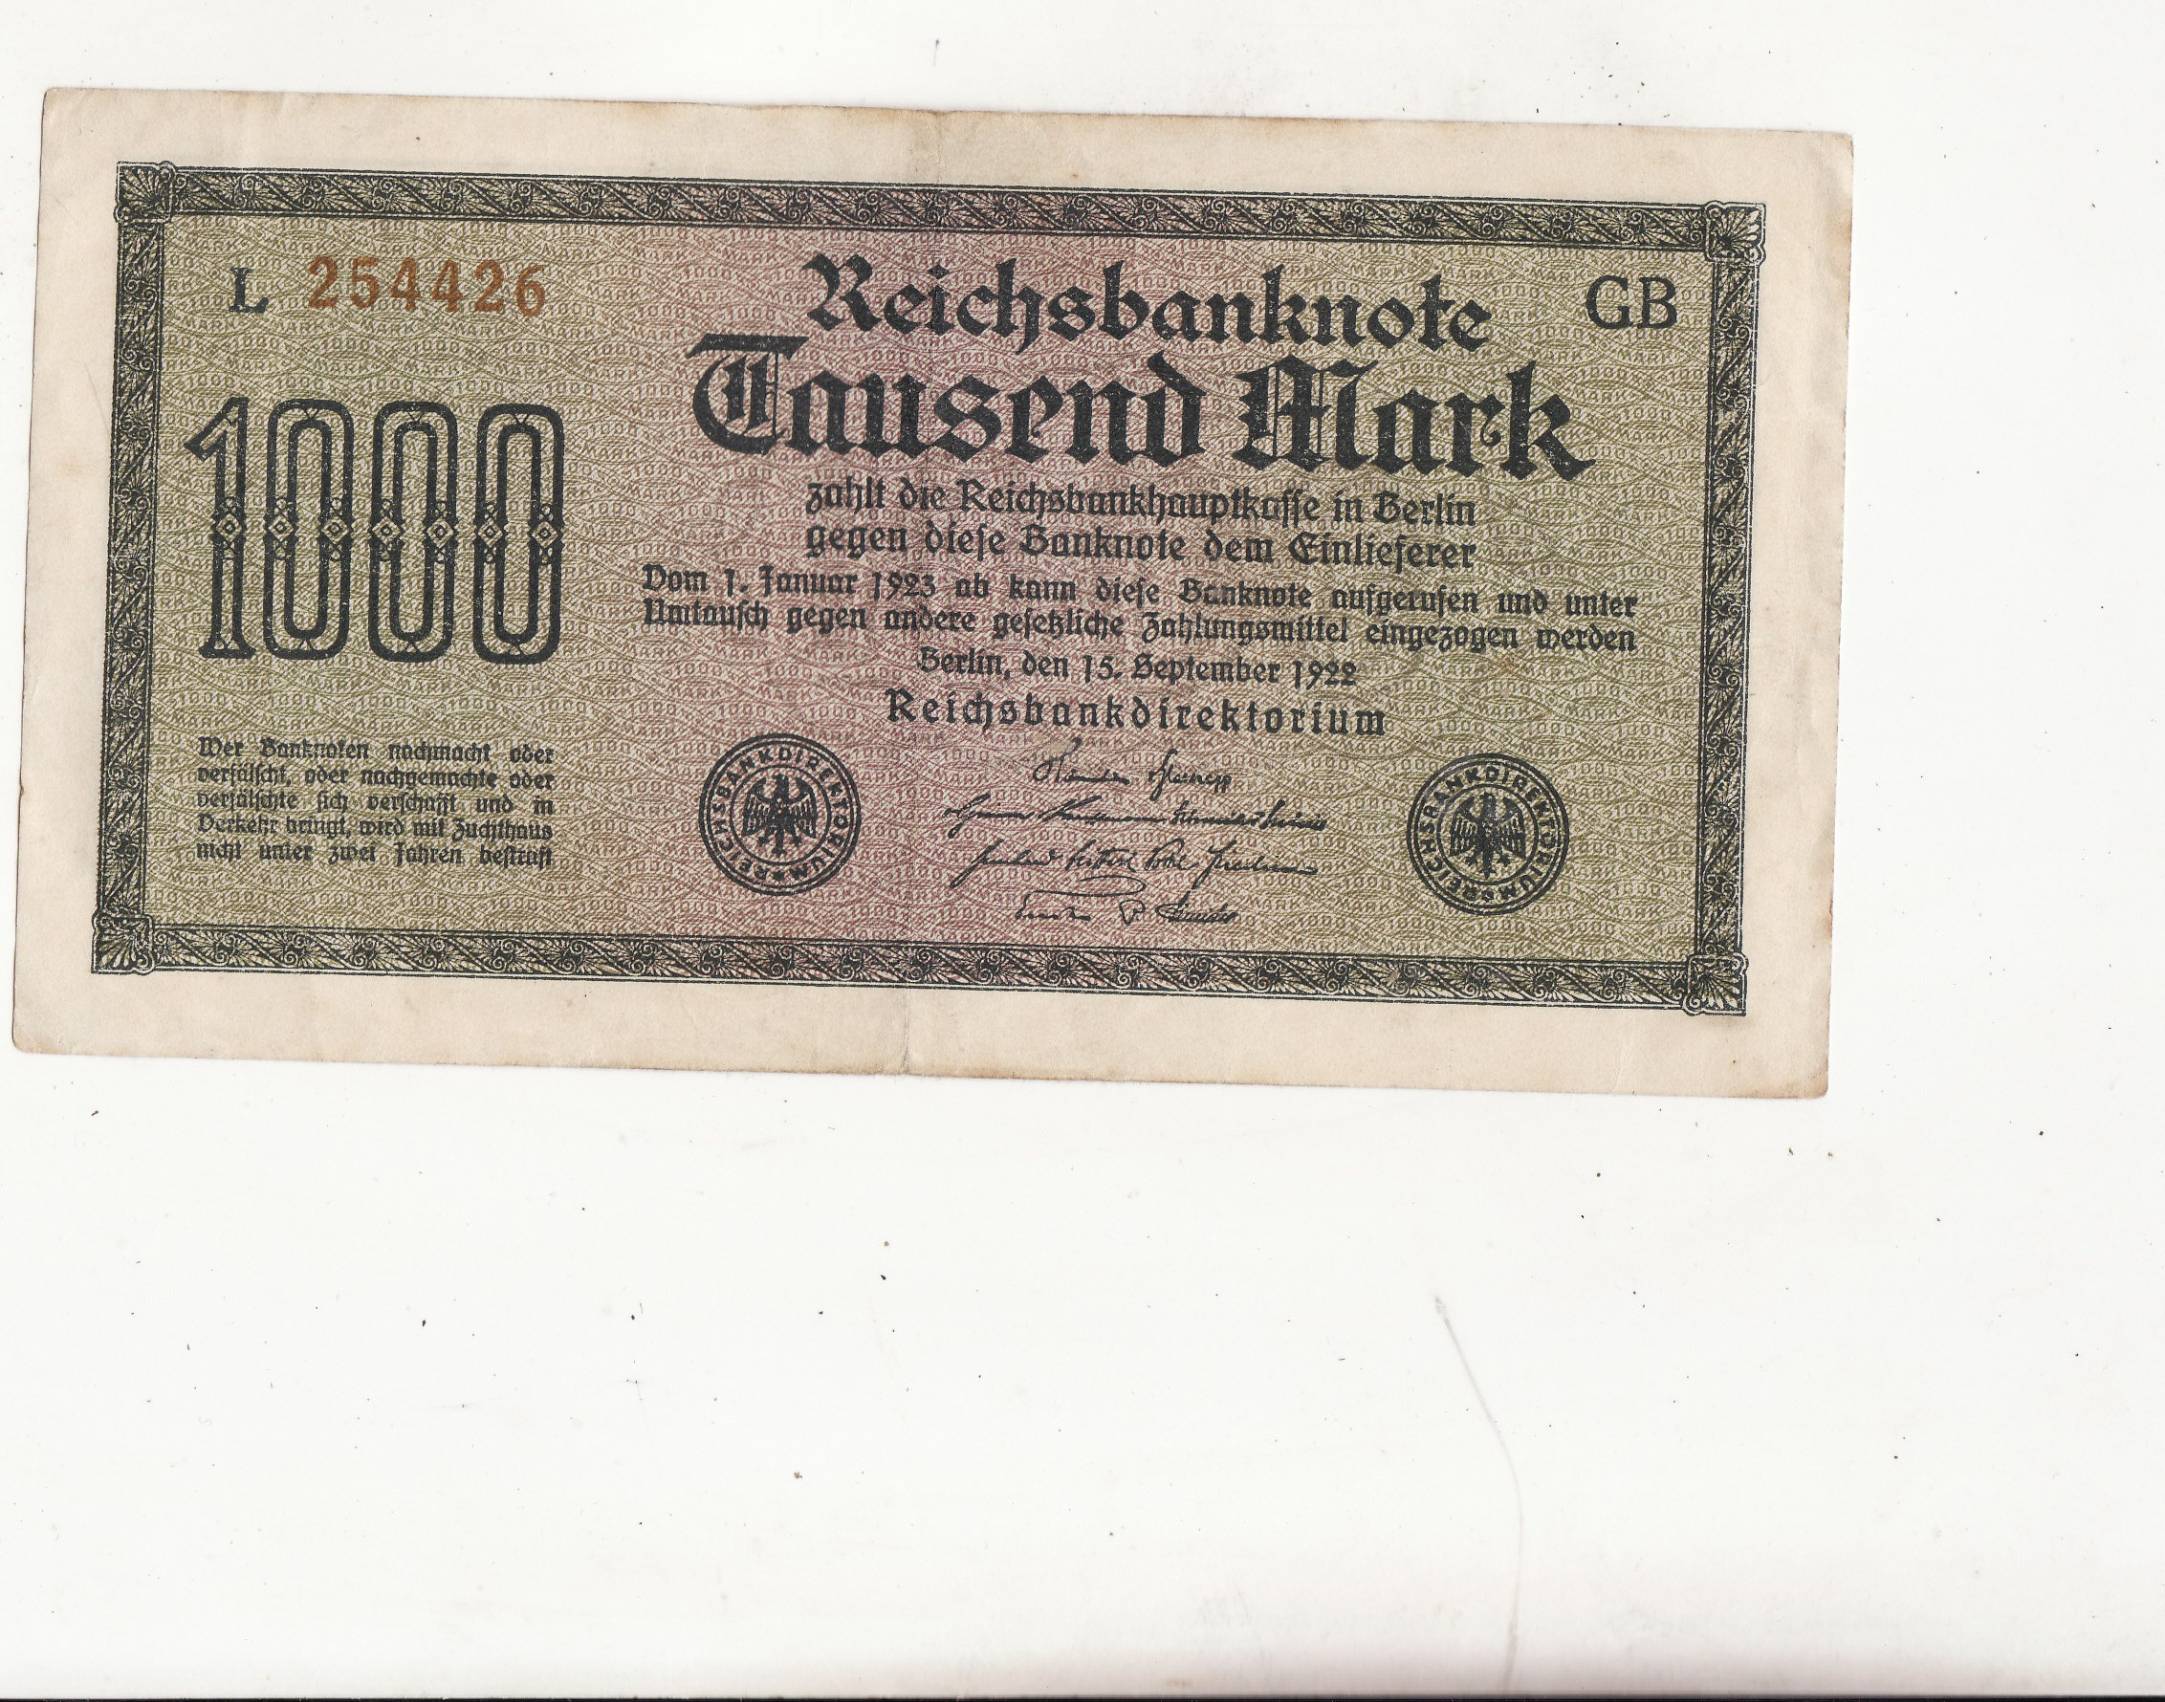 L 254426
GB
Reichsbanknote
Tausend Mark
1000
zahlt die Reichsbankhauptkasse in Berlin
gegen diese Banknote dem Einlieferer
Vom 1. Januar 1923 ab kann diese Banknote aufgerufen und unter
Umtausch gegen andere gesetzliche Zahlungsmittel eingezogen werden
Berlin, den 15. September 1922
Reichsbankdirektorium
Wer Banknoten nachmacht oder
verfälscht, oder nachgemachte oder
verfälschte sich verschafft und in
Verkehr bringt, wird mit Zuchthaus
nicht unter zwei Jahren bestraft
REICHSBANKDIREKTORIUM
REICHSBANKDIREKTORIUM